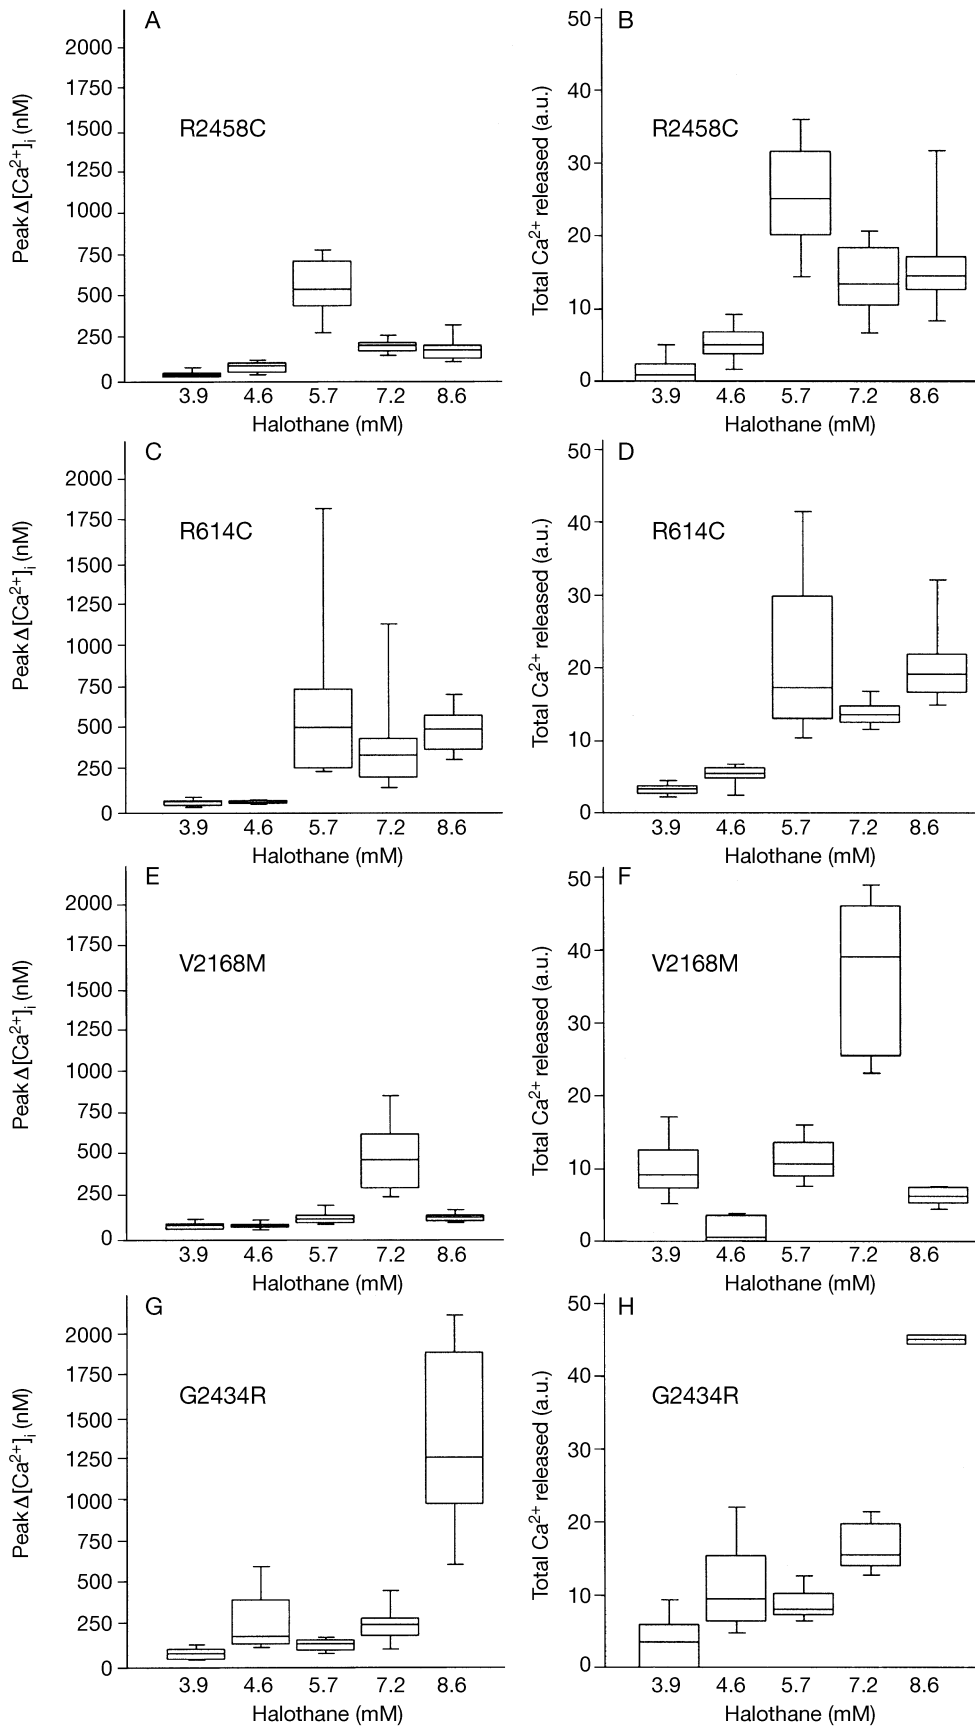 A
2000
1750
1500
1250
1000
750
500
250
0
Peak Δ[Ca²⁺]ᵢ (nM)
R2458C
3.9 4.6 5.7 7.2 8.6
Halothane (mM)
B
50
40
30
20
10
0
Total Ca²⁺ released (a.u.)
R2458C
3.9 4.6 5.7 7.2 8.6
Halothane (mM)
C
2000
1750
1500
1250
1000
750
500
250
0
Peak Δ[Ca²⁺]ᵢ (nM)
R614C
3.9 4.6 5.7 7.2 8.6
Halothane (mM)
D
50
40
30
20
10
0
Total Ca²⁺ released (a.u.)
R614C
3.9 4.6 5.7 7.2 8.6
Halothane (mM)
E
2000
1750
1500
1250
1000
750
500
250
0
Peak Δ[Ca²⁺]ᵢ (nM)
V2168M
3.9 4.6 5.7 7.2 8.6
Halothane (mM)
F
50
40
30
20
10
0
Total Ca²⁺ released (a.u.)
V2168M
3.9 4.6 5.7 7.2 8.6
Halothane (mM)
G
2000
1750
1500
1250
1000
750
500
250
0
Peak Δ[Ca²⁺]ᵢ (nM)
G2434R
3.9 4.6 5.7 7.2 8.6
Halothane (mM)
H
50
40
30
20
10
0
Total Ca²⁺ released (a.u.)
G2434R
3.9 4.6 5.7 7.2 8.6
Halothane (mM)